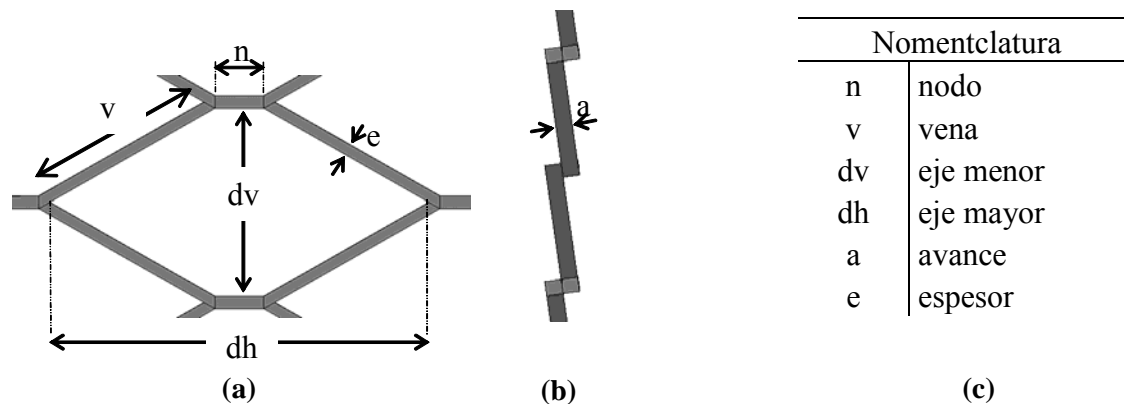 n
v
e
dv
dh
(a)
a
(b)
Nomentclatura
n nodo
v vena
dv eje menor
dh eje mayor
a avance
e espesor
(c)